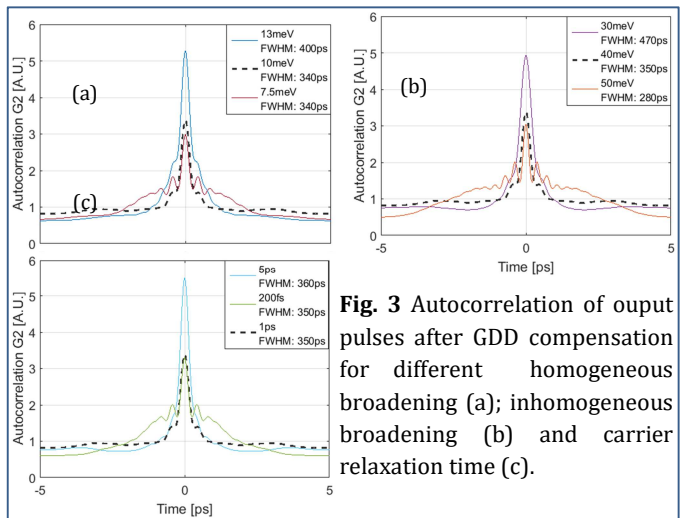 Autocorrelation G2 [A.U.]
6
5
4
3
2
1
0
13meV
FWHM: 400ps
10meV
FWHM: 340ps
7.5meV
FWHM: 340ps
(a)
(c)
Autocorrelation G2 [A.U.]
6
5
4
3
2
1
0
30meV
FWHM: 470ps
40meV
FWHM: 350ps
50meV
FWHM: 280ps
(b)
-5
0
5
Time [ps]
Autocorrelation G2 [A.U.]
6
5
4
3
2
1
0
5ps
FWHM: 360ps
200fs
FWHM: 350ps
1ps
FWHM: 350ps
-5
0
5
Time [ps]
Fig. 3 Autocorrelation of ouput
pulses after GDD compensation
for different homogeneous
broadening (a); inhomogeneous
broadening (b) and carrier
relaxation time (c).